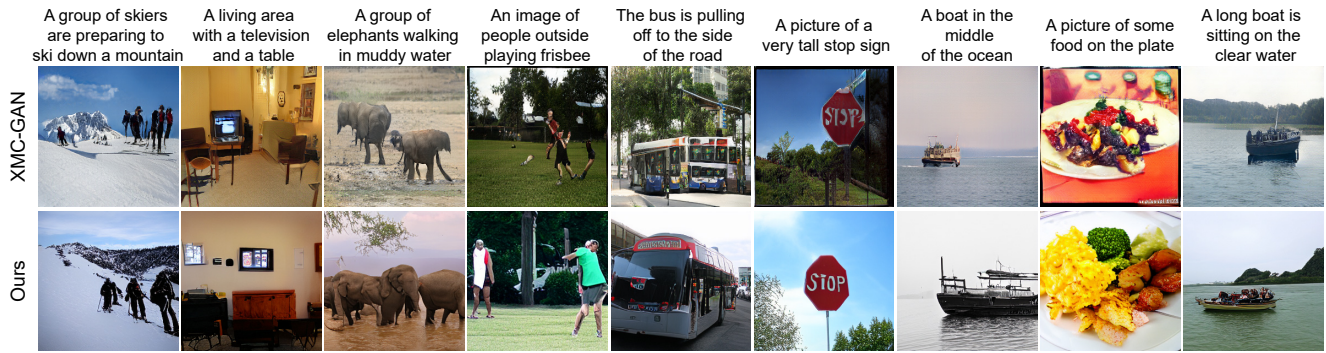 A group of skiers
are preparing to
ski down a mountain
A living area
with a television
and a table
A group of
elephants walking
in muddy water
An image of
people outside
playing frisbee
The bus is pulling
off to the side
of the road
A picture of a
very tall stop sign
A boat in the
middle
of the ocean
A picture of some
food on the plate
A long boat is
sitting on the
clear water
XMC-GAN
STOP
Ours
STOP